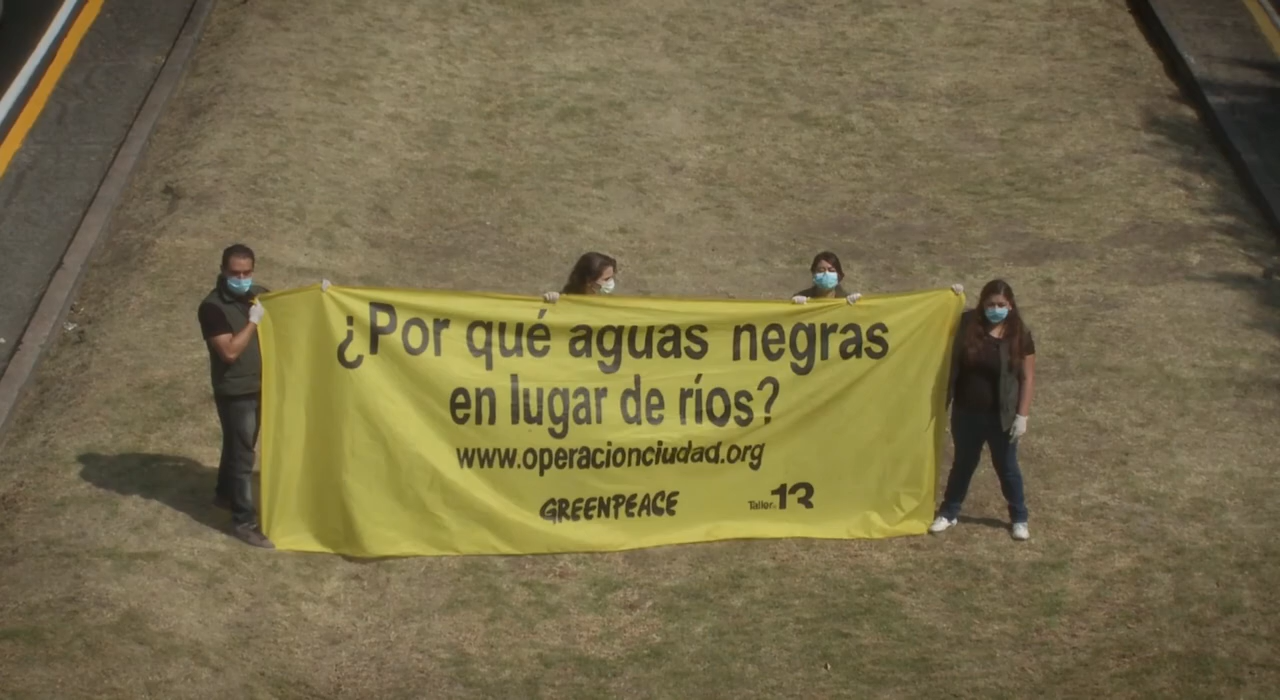 ¿Por qué aguas negras
en lugar de ríos?
www.operacionciudad.org
GREENPEACE Taller 13